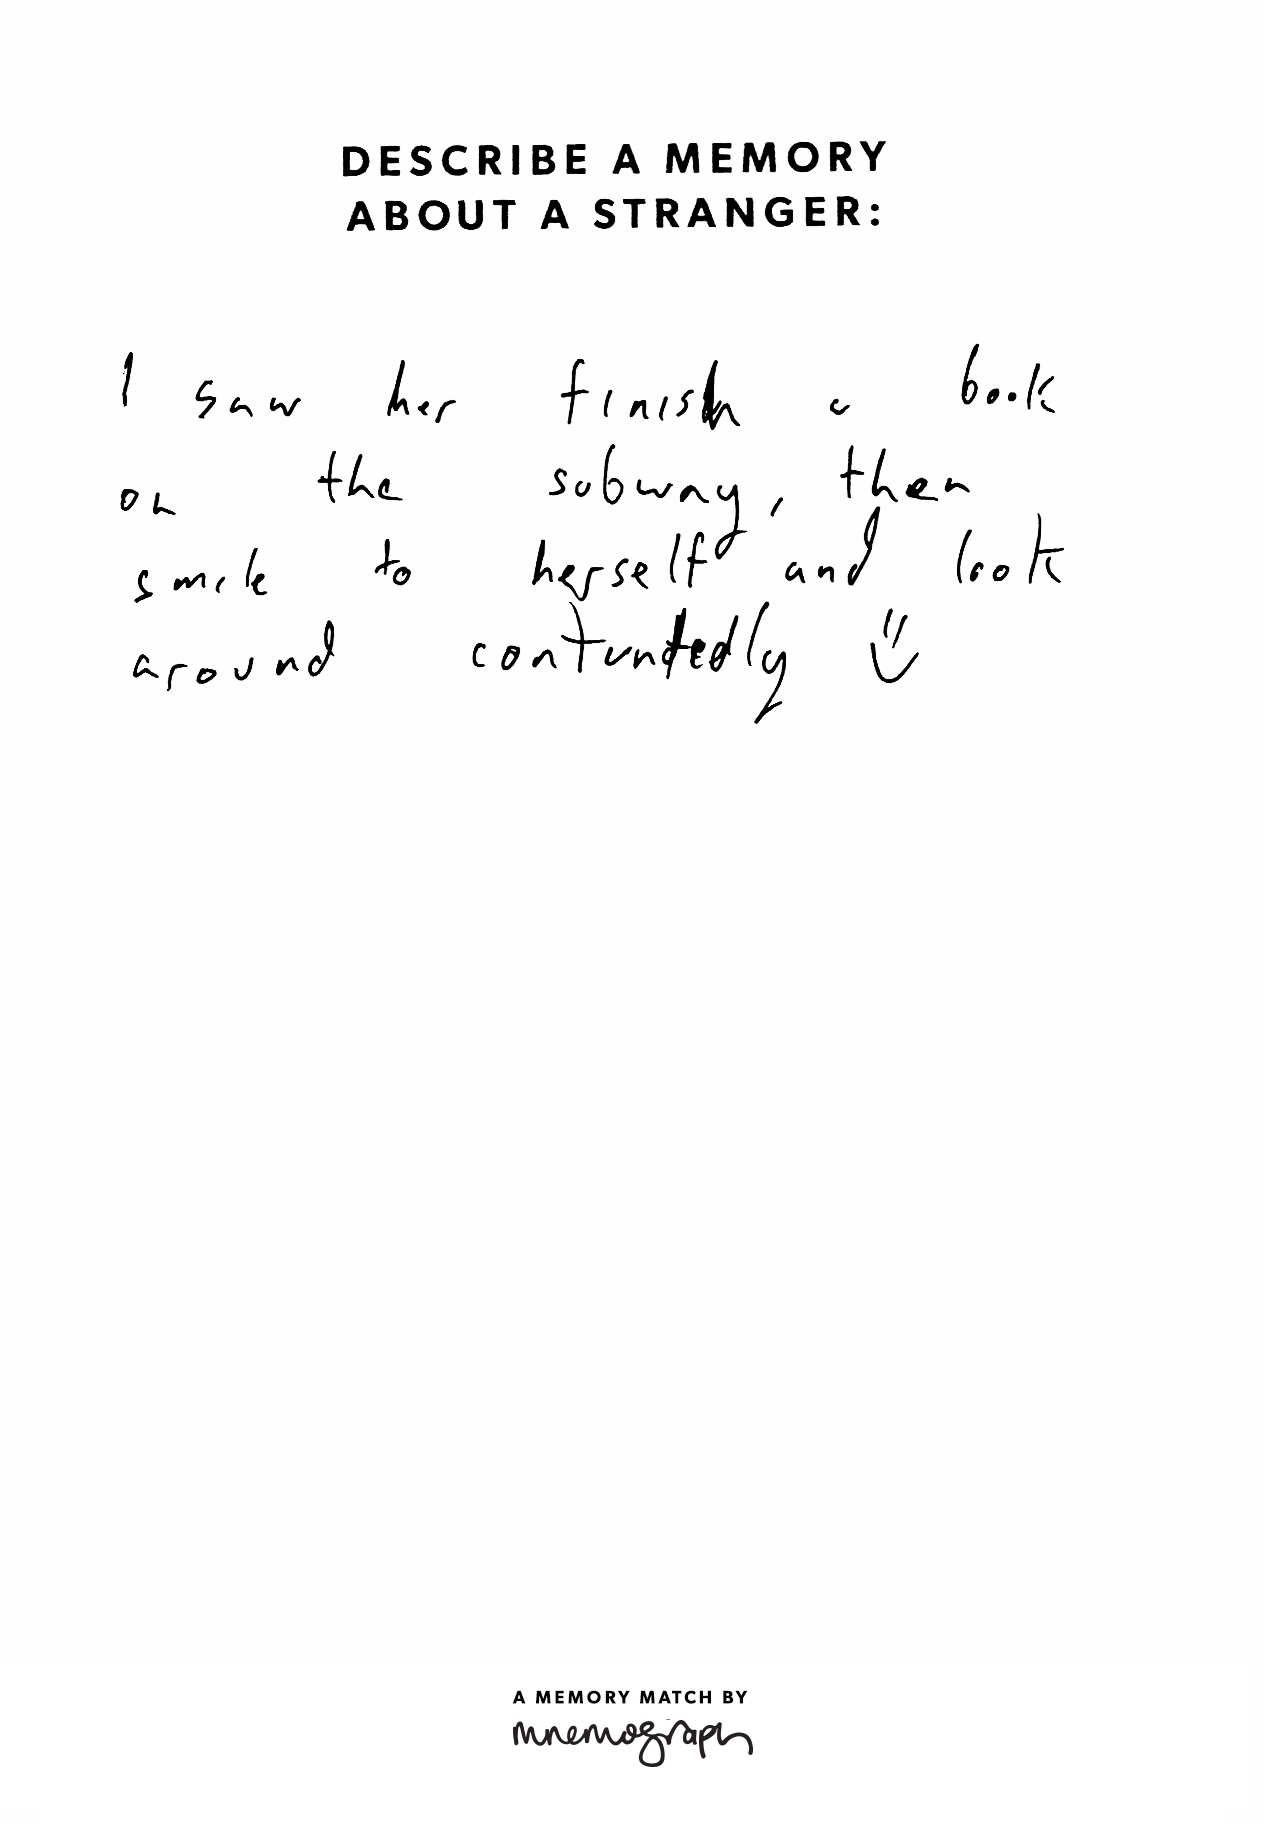 DESCRIBE A MEMORY
ABOUT A STRANGER:
I saw her finish a book
on the subway, then
smile to herself and look
around contuntedly
A MEMORY MATCH BY
mnemograph